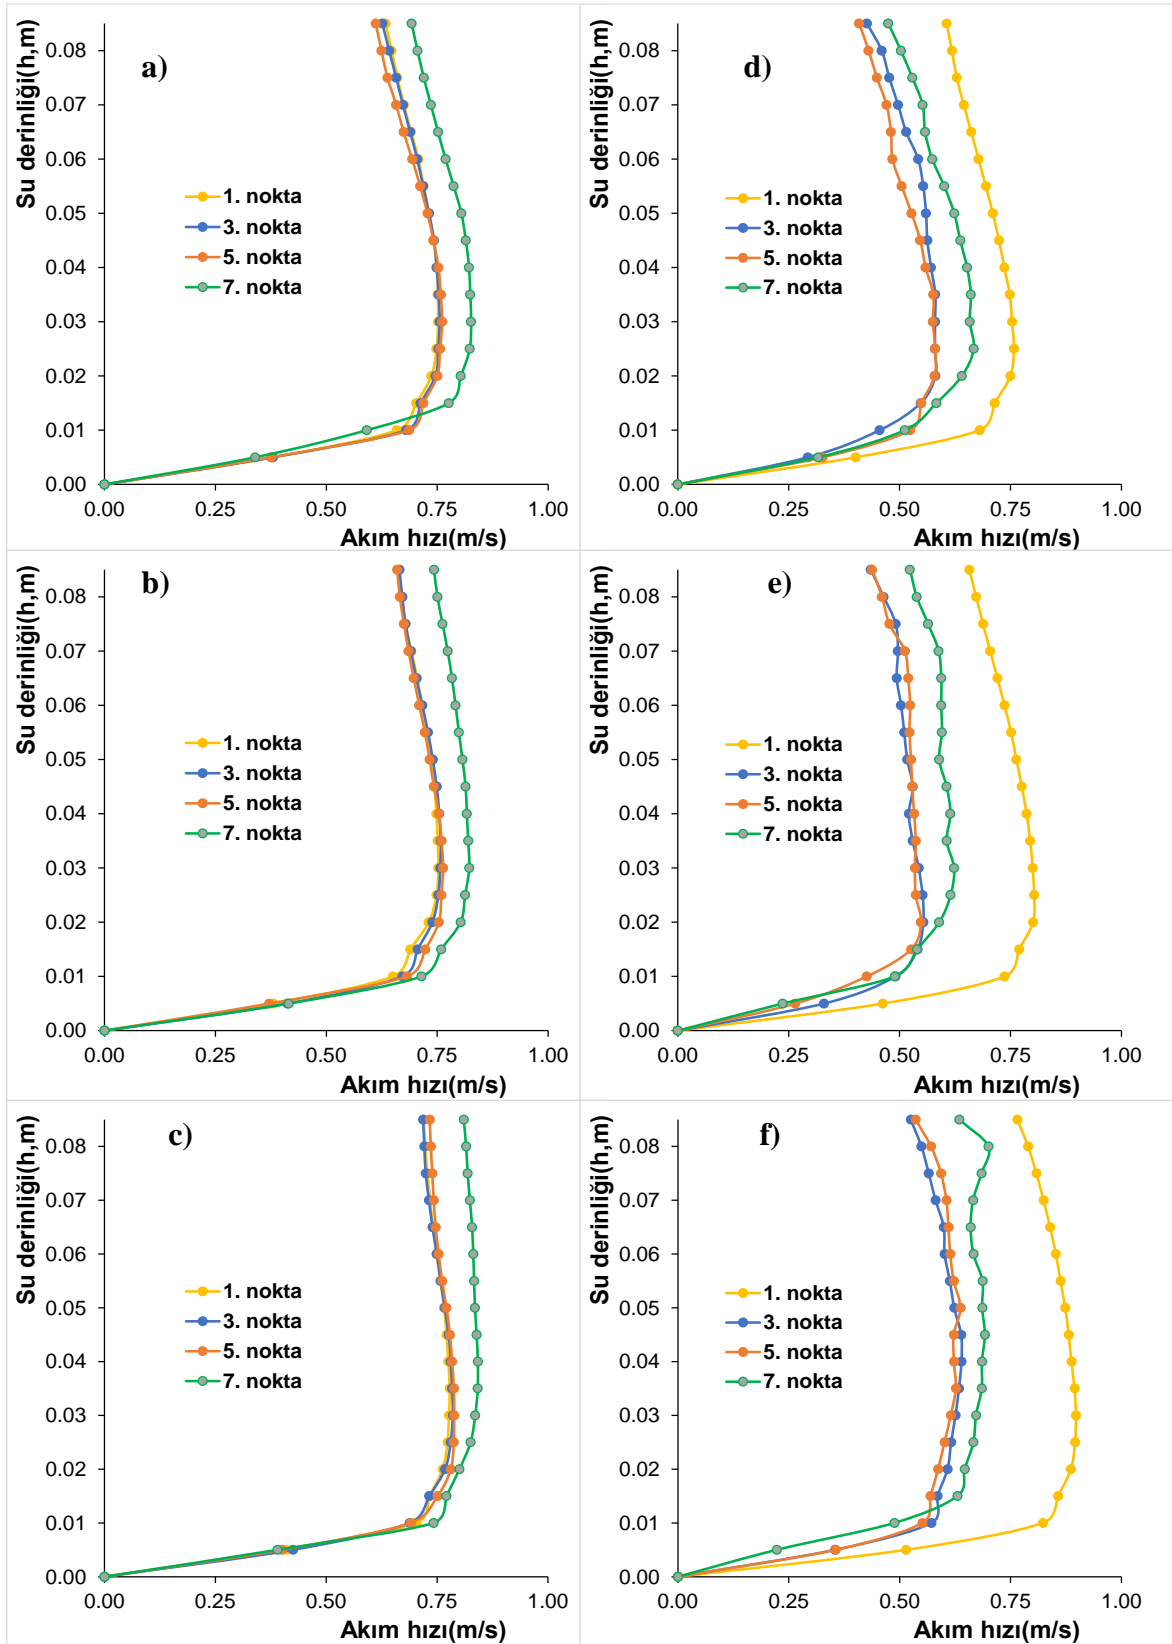 a)
Su derinliği(h,m)
0.08
0.07
0.06
0.05
0.04
0.03
0.02
0.01
0.00
1. nokta
3. nokta
5. nokta
7. nokta
0.00 0.25 0.50 0.75 1.00
Akım hızı(m/s)
d)
Su derinliği(h,m)
0.08
0.07
0.06
0.05
0.04
0.03
0.02
0.01
0.00
1. nokta
3. nokta
5. nokta
7. nokta
0.00 0.25 0.50 0.75 1.00
Akım hızı(m/s)
b)
Su derinliği(h,m)
0.08
0.07
0.06
0.05
0.04
0.03
0.02
0.01
0.00
1. nokta
3. nokta
5. nokta
7. nokta
0.00 0.25 0.50 0.75 1.00
Akım hızı(m/s)
e)
Su derinliği(h,m)
0.08
0.07
0.06
0.05
0.04
0.03
0.02
0.01
0.00
1. nokta
3. nokta
5. nokta
7. nokta
0.00 0.25 0.50 0.75 1.00
Akım hızı(m/s)
c)
Su derinliği(h,m)
0.08
0.07
0.06
0.05
0.04
0.03
0.02
0.01
0.00
1. nokta
3. nokta
5. nokta
7. nokta
0.00 0.25 0.50 0.75 1.00
Akım hızı(m/s)
f)
Su derinliği(h,m)
0.08
0.07
0.06
0.05
0.04
0.03
0.02
0.01
0.00
1. nokta
3. nokta
5. nokta
7. nokta
0.00 0.25 0.50 0.75 1.00
Akım hızı(m/s)